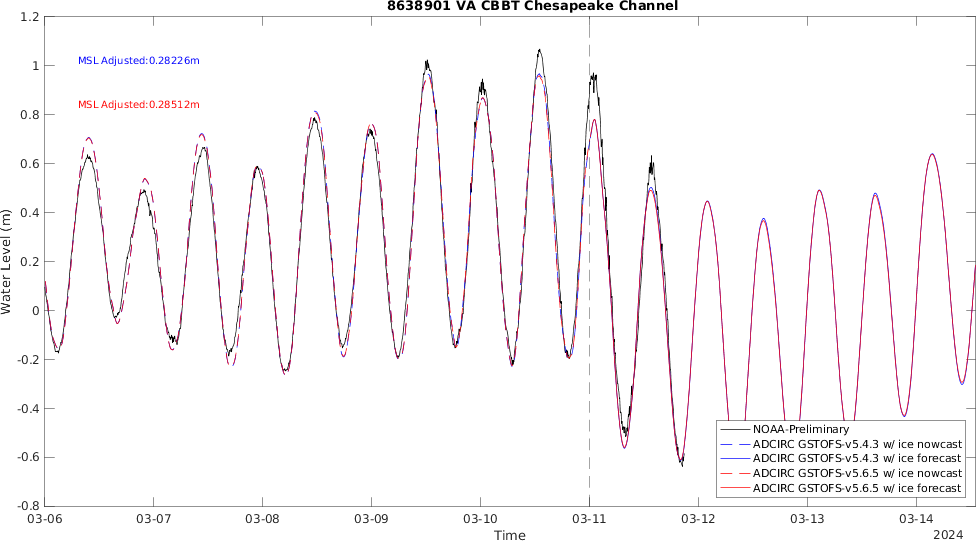 8638901 VA CBBT Chesapeake Channel
1.2
1
0.8
0.6
0.4
0.2
0
-0.2
-0.4
-0.6
-0.8
Water Level (m)
MSL Adjusted:0.28226m
MSL Adjusted:0.28512m
NOAA-Preliminary
ADCIRC GSTOFS-v5.4.3 w/ ice nowcast
ADCIRC GSTOFS-v5.4.3 w/ ice forecast
ADCIRC GSTOFS-v5.6.5 w/ ice nowcast
ADCIRC GSTOFS-v5.6.5 w/ ice forecast
03-06 03-07 03-08 03-09 03-10 03-11 03-12 03-13 03-14
Time
2024